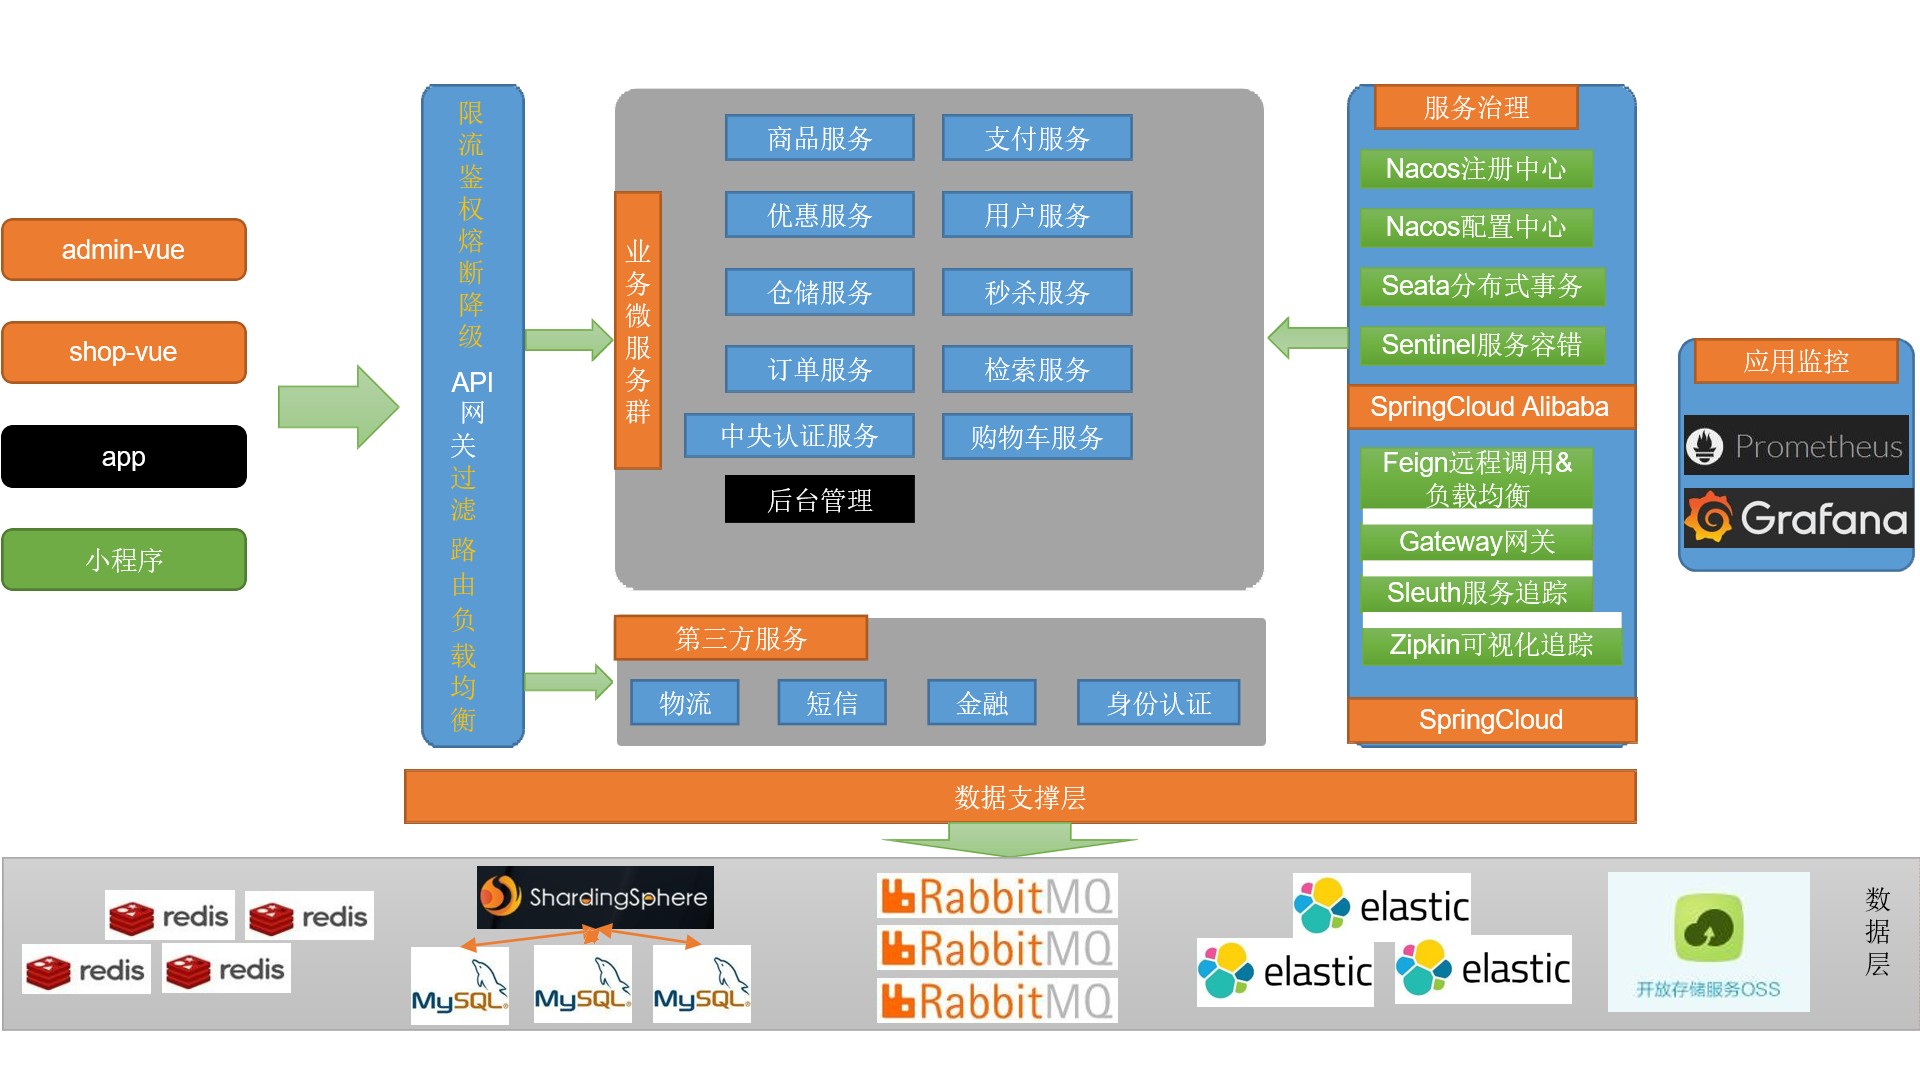 admin-vue
shop-vue
app
小程序
限流鉴权熔断降级
API
网关
过滤
路由
负载均衡
业务微服务群
商品服务
支付服务
优惠服务
用户服务
仓储服务
秒杀服务
订单服务
检索服务
中央认证服务
购物车服务
后台管理
第三方服务
物流
短信
金融
身份认证
服务治理
Nacos注册中心
Nacos配置中心
Seata分布式事务
Sentinel服务容错
SpringCloud Alibaba
Feign远程调用&
负载均衡
Gateway网关
Sleuth服务追踪
Zipkin可视化追踪
SpringCloud
应用监控
Prometheus
Grafana
数据支撑层
redis
redis
redis
redis
ShardingSphere
MySQL
MySQL
MySQL
RabbitMQ
RabbitMQ
RabbitMQ
elastic
elastic
elastic
开放存储服务OSS
数据层